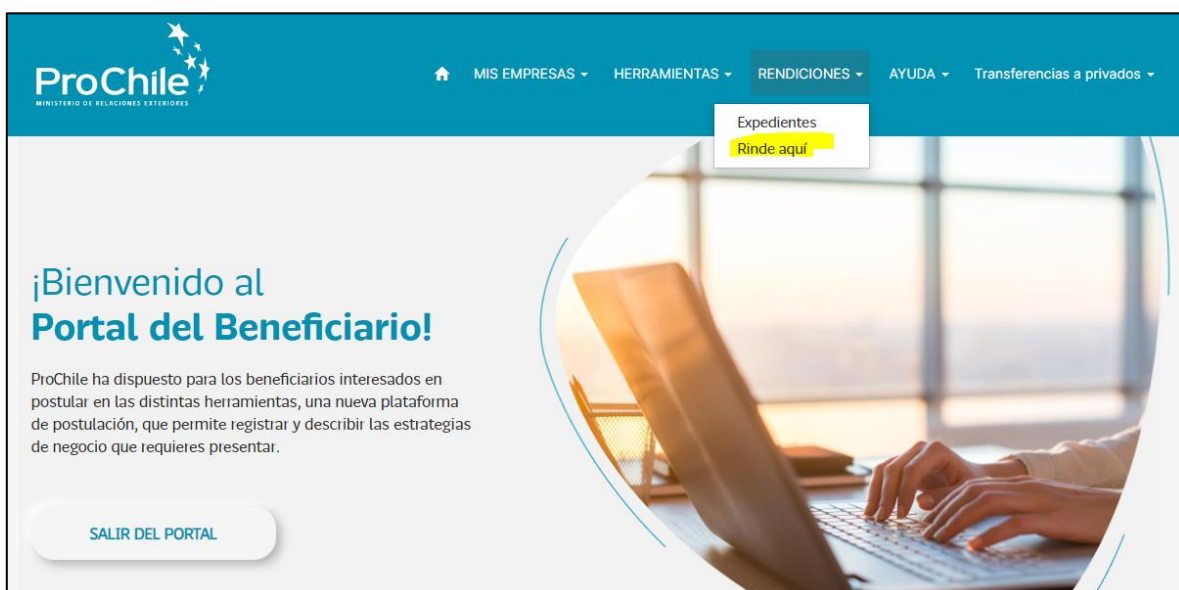 ProChile
MINISTERIO DE RELACIONES EXTERIORES
MIS EMPRESAS
HERRAMIENTAS
RENDICIONES
AYUDA
Transferencias a privados
Expedientes
Rinde aquí
¡Bienvenido al
Portal del Beneficiario!
ProChile ha dispuesto para los beneficiarios interesados en
postular en las distintas herramientas, una nueva plataforma
de postulación, que permite registrar y describir las estrategias
de negocio que requieres presentar.
SALIR DEL PORTAL